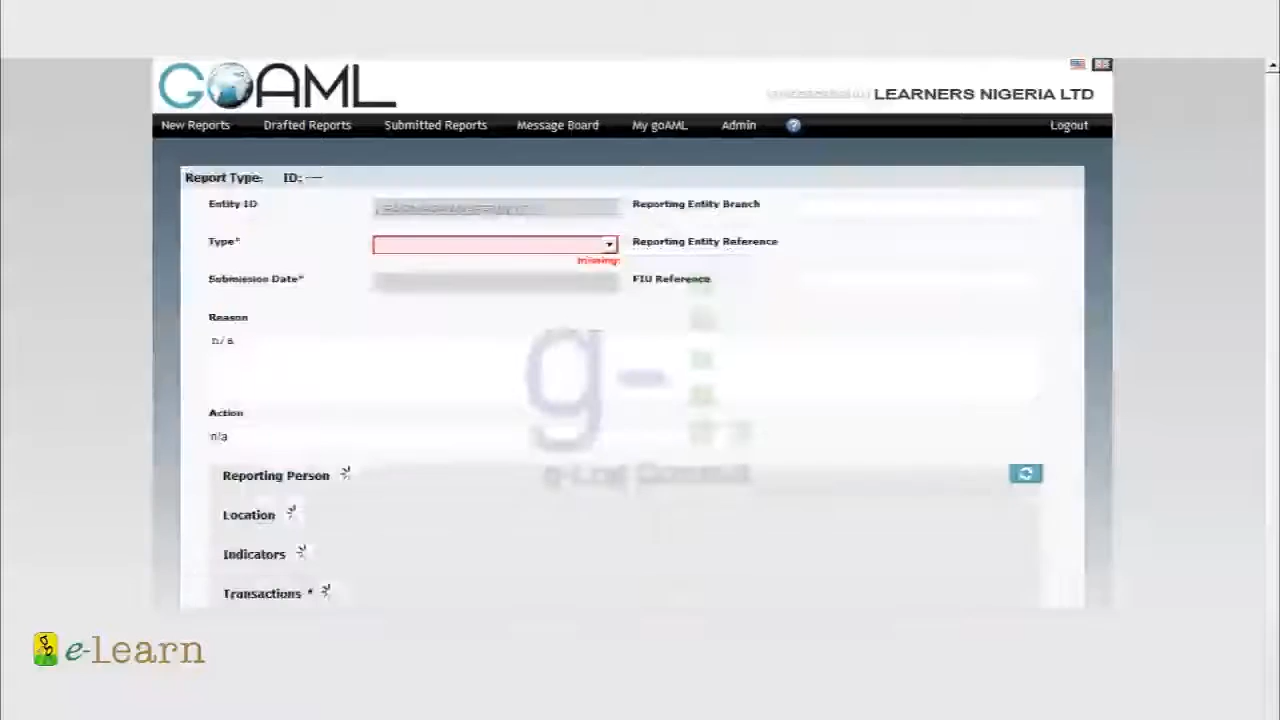 GOAML
LEARNERS NIGERIA LTD
New Reports Drafted Reports Submitted Reports Message Board My goAML Admin ? Logout
Report Type: ID: ---
Entity ID Reporting Entity Branch
Type* Reporting Entity Reference
missing
Submission Date* FIU Reference
Reason
n/a
Action
n/a
Reporting Person
Location
Indicators
Transactions *
g-
e-Learn